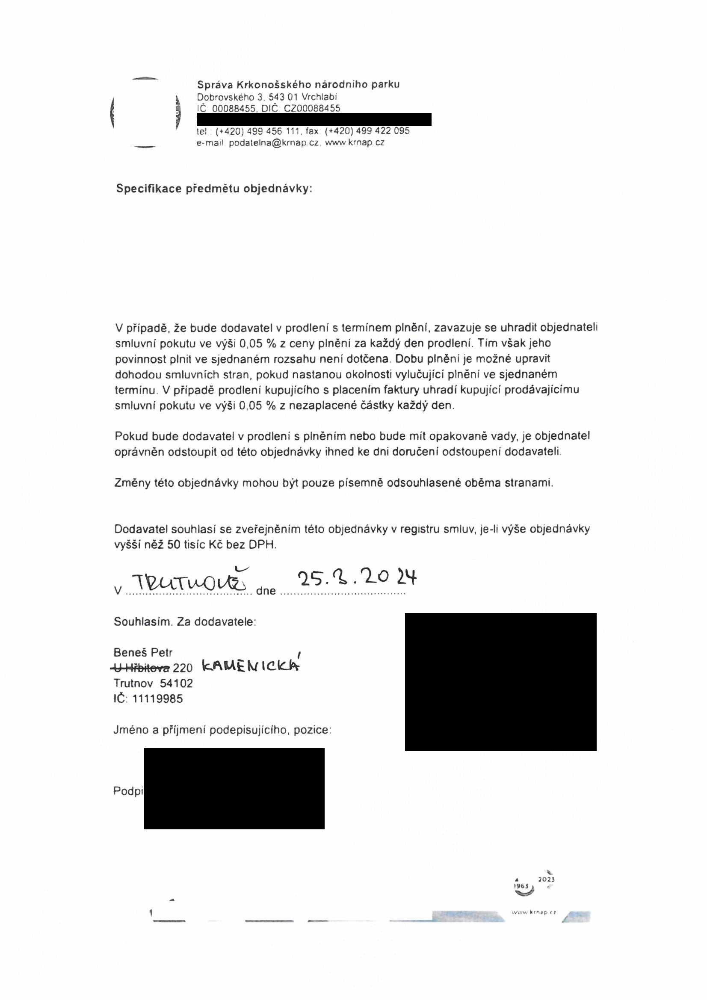 Správa Krkonošského národního parku
Dobrovského 3, 543 01 Vrchlabí
IČ: 00088455, DIČ: CZ00088455
tel.: (+420) 499 456 111, fax: (+420) 499 422 095
e-mail: podatelna@krnap.cz, www.krnap.cz
Specifikace předmětu objednávky:
V případě, že bude dodavatel v prodlení s termínem plnění, zavazuje se uhradit objednateli
smluvní pokutu ve výši 0,05 % z ceny plnění za každý den prodlení. Tím však jeho
povinnost plnit ve sjednaném rozsahu není dotčena. Dobu plnění je možné upravit
dohodou smluvních stran, pokud nastanou okolnosti vylučující plnění ve sjednaném
termínu. V případě prodlení kupujícího s placením faktury uhradí kupující prodávajícímu
smluvní pokutu ve výši 0,05 % z nezaplacené částky každý den.
Pokud bude dodavatel v prodlení s plněním nebo bude mít opakovaně vady, je objednatel
oprávněn odstoupit od této objednávky ihned ke dni doručení odstoupení dodavateli.
Změny této objednávky mohou být pouze písemně odsouhlasené oběma stranami.
Dodavatel souhlasí se zveřejněním této objednávky v registru smluv, je-li výše objednávky
vyšší něž 50 tisíc Kč bez DPH.
V TRUTNOVĚ dne 25.3.2024
Souhlasím. Za dodavatele:
Beneš Petr
U Hřbitova 220 KAMENICKÁ
Trutnov 54102
IČ: 11119985
Jméno a příjmení podepisujícího, pozice:
Podpi
1963 2023
www.krnap.cz